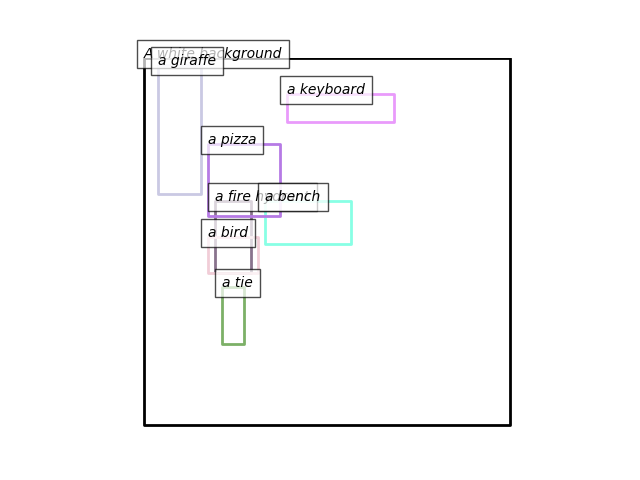 A white background
a giraffe
a keyboard
a pizza
a fire hydrant
a bench
a bird
a tie